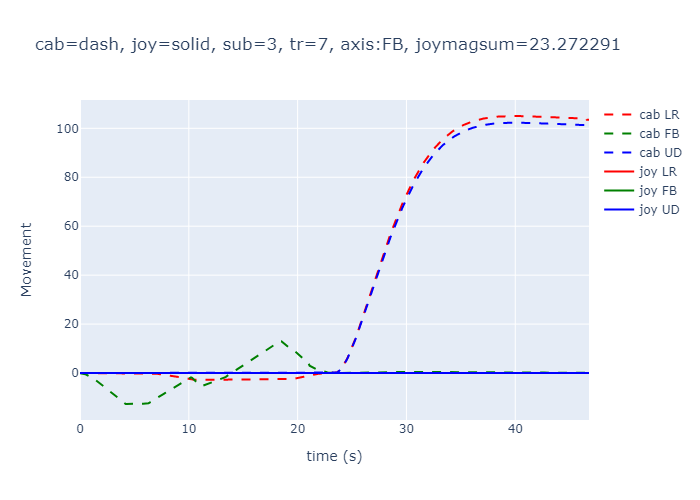 cab=dash, joy=solid, sub=3, tr=7, axis:FB, joymagsum=23.272291
cab LR
cab FB
cab UD
joy LR
joy FB
joy UD
Movement
100
80
60
40
20
0
0 10 20 30 40
time (s)